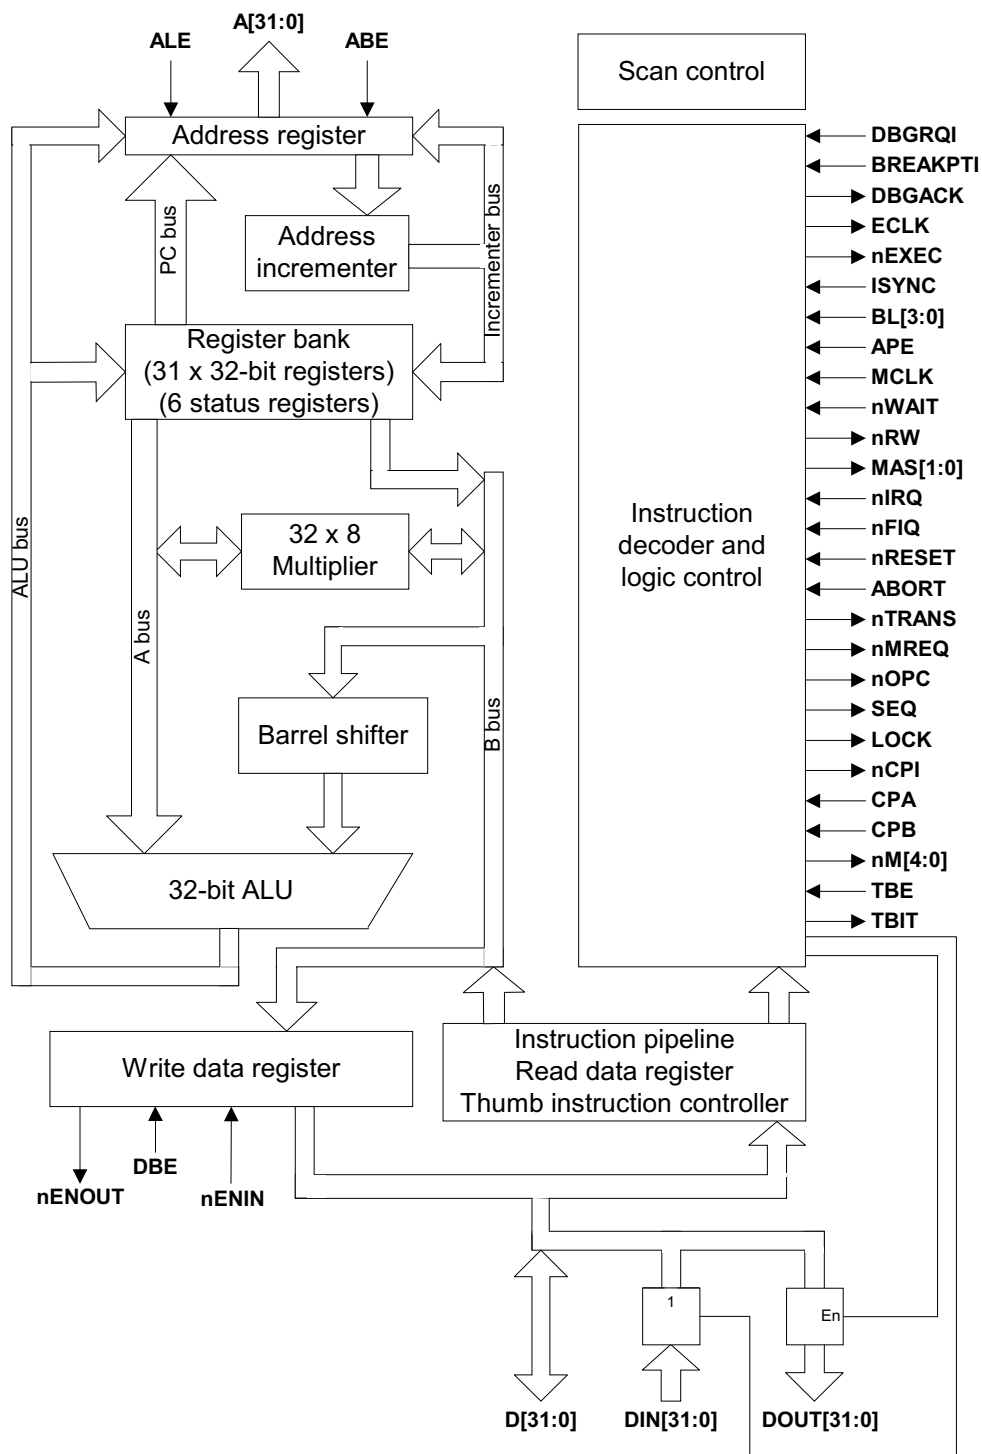 A[31:0]
ALE
ABE
Scan control
Address register
DBGRQI
BREAKPTI
DBGACK
ECLK
nEXEC
ISYNC
BL[3:0]
APE
MCLK
nWAIT
nRW
MAS[1:0]
nIRQ
nFIQ
nRESET
ABORT
nTRANS
nMREQ
nOPC
SEQ
LOCK
nCPI
CPA
CPB
nM[4:0]
TBE
TBIT
PC bus
Address
incrementer
Incrementer bus
Register bank
(31 x 32-bit registers)
(6 status registers)
ALU bus
A bus
32 x 8
Multiplier
B bus
Instruction
decoder and
logic control
Barrel shifter
32-bit ALU
Write data register
Instruction pipeline
Read data register
Thumb instruction controller
nENOUT
DBE
nENIN
1
En
D[31:0]
DIN[31:0]
DOUT[31:0]